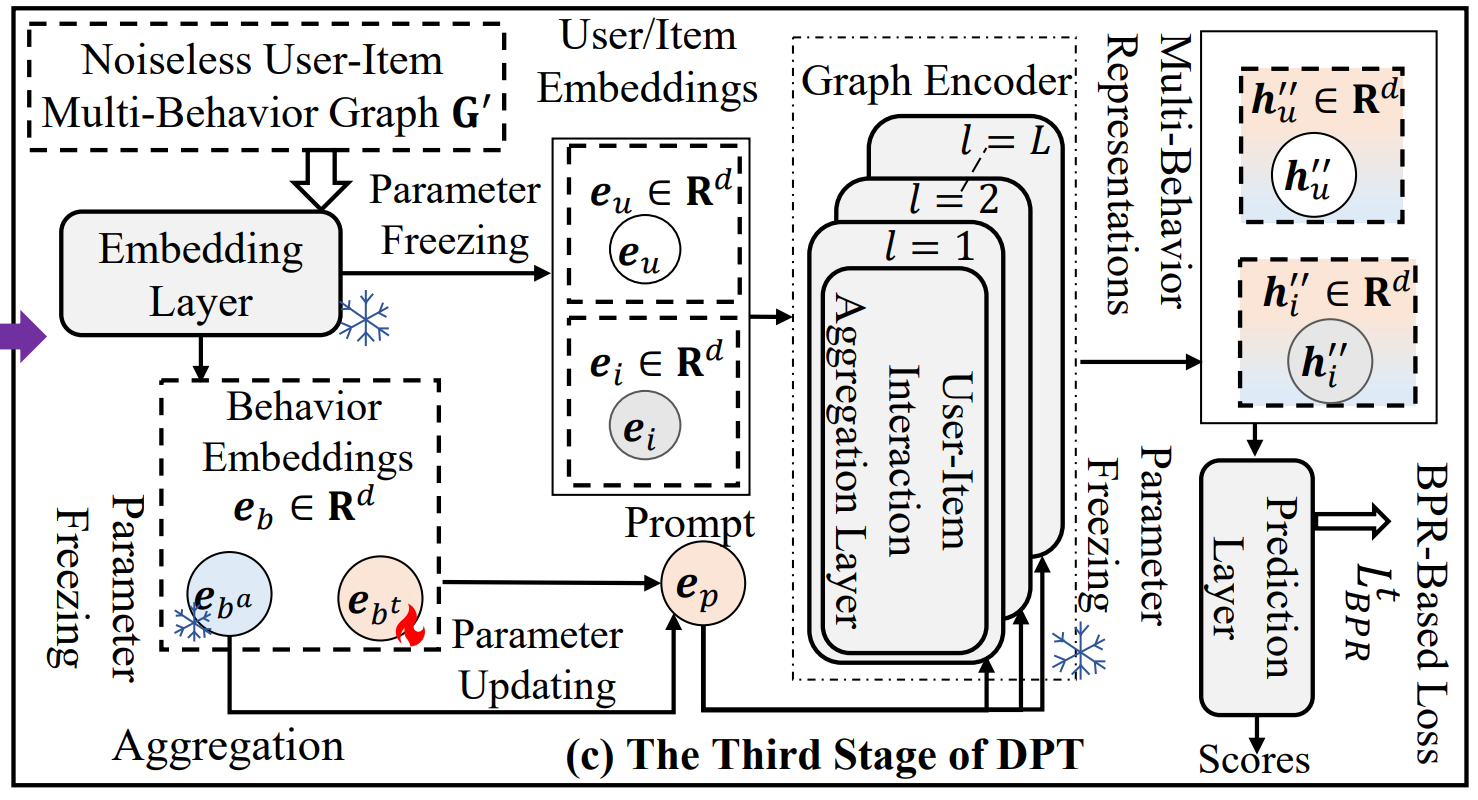 Noiseless User-Item
Multi-Behavior Graph G′
Embedding
Layer
Parameter
Freezing
User/Item
Embeddings
e_u ∈ R^d
e_u
e_i ∈ R^d
e_i
Behavior
Embeddings
e_b ∈ R^d
e_{b^a}
e_{b^t}
Parameter
Freezing
Aggregation
Parameter
Updating
Prompt
e_p
Graph Encoder
l = L
l = 2
l = 1
User-Item
Interaction
Aggregation Layer
Parameter
Freezing
Multi-Behavior
Representations
h''_u ∈ R^d
h''_u
h''_i ∈ R^d
h''_i
Prediction
Layer
BPR-Based Loss
L^t_{BPR}
Scores
(c) The Third Stage of DPT